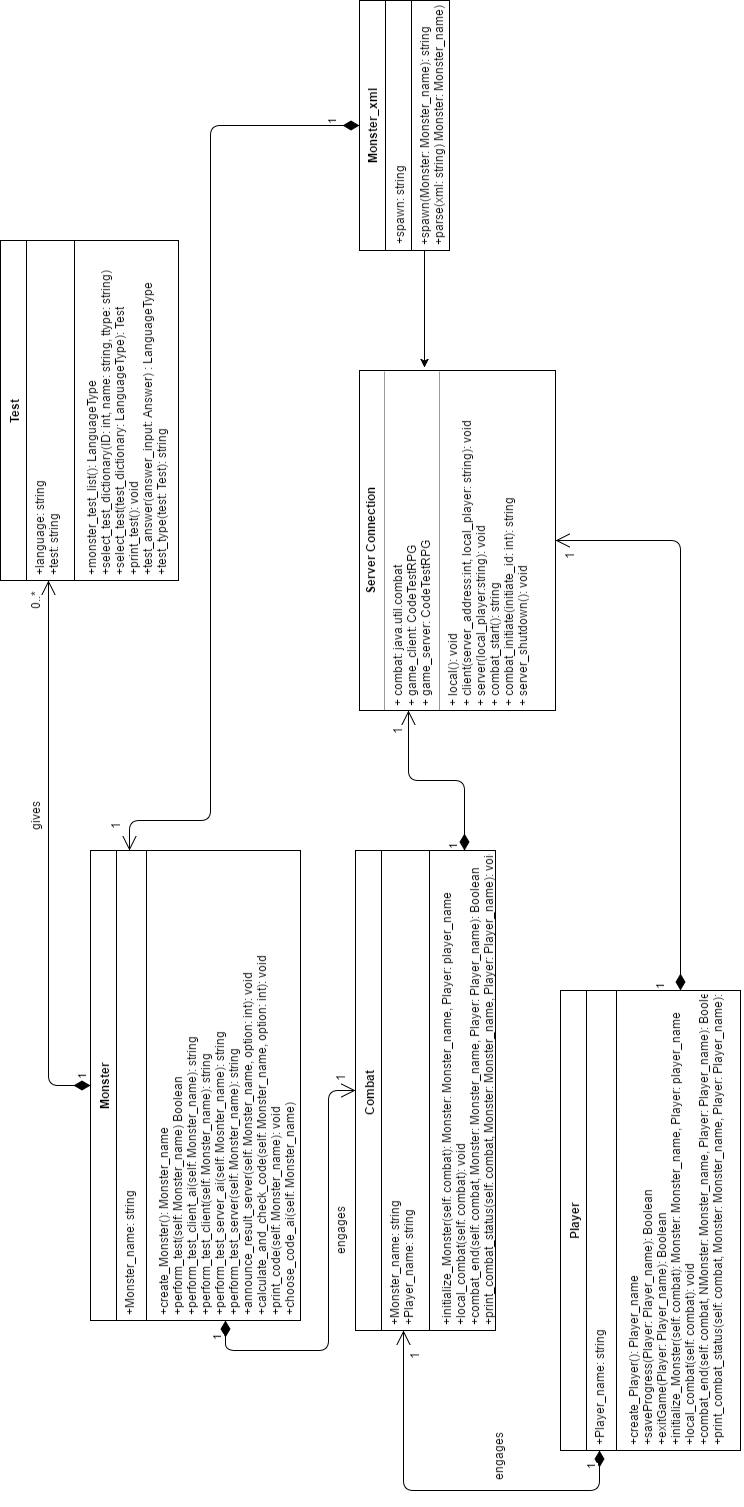 Monster_xml
+spawn: string
+spawn(Monster: Monster_name): string
+parse(xml: string) Monster: Monster_name)
1
1
Test
+language: string
+test: string
+monster_test_list(): LanguageType
+select_test_dictionary(ID: int, name: string, ttype: string)
+select_test(test_dictionary: LanguageType): Test
+print_test(): void
+test_answer(answer_input: Answer) : LanguageType
+test_type(test: Test): string
0..*
gives
1
Server Connection
+ combat: java.util.combat
+ game_client: CodeTestRPG
+ game_server: CodeTestRPG
+ local(): void
+ client(server_address:int, local_player: string): void
+ server(local_player:string): void
+ combat_start(): string
+ combat_initiate(initiate_id: int): string
+ server_shutdown(): void
1
1
1
1
Monster
+Monster_name: string
+create_Monster(): Monster_name
+perform_test(self: Monster_name) Boolean
+perform_test_client_ai(self: Monster_name): string
+perform_test_client(self: Monster_name): string
+perform_test_server_ai(self: Mosnter_name): string
+perform_test_server(self: Monster_name): string
+announce_result_server(self: Monster_name, option: int): void
+calculate_and_check_code(self: Monster_name, option: int): void
+print_code(self: Monster_name): void
+choose_code_ai(self: Monster_name)
1
engages
1
Combat
+Monster_name: string
+Player_name: string
+initialize_Monster(self: combat): Monster: Monster_name, Player: player_name
+local_combat(self: combat): void
+combat_end(self: combat, Monster: Monster_name, Player: Player_name): Boolean
+print_combat_status(self: combat, Monster: Monster_name, Player: Player_name): voi
1
engages
1
Player
+Player_name: string
+create_Player(): Player_name
+saveProgress(Player: Player_name): Boolean
+exitGame(Player: Player_name): Boolean
+initialize_Monster(self: combat): Monster: Monster_name, Player: player_name
+local_combat(self: combat): void
+combat_end(self: combat, NMonster: Monster_name, Player: Player_name): Boole
+print_combat_status(self: combat, Monster: Monster_name, Player: Player_name):